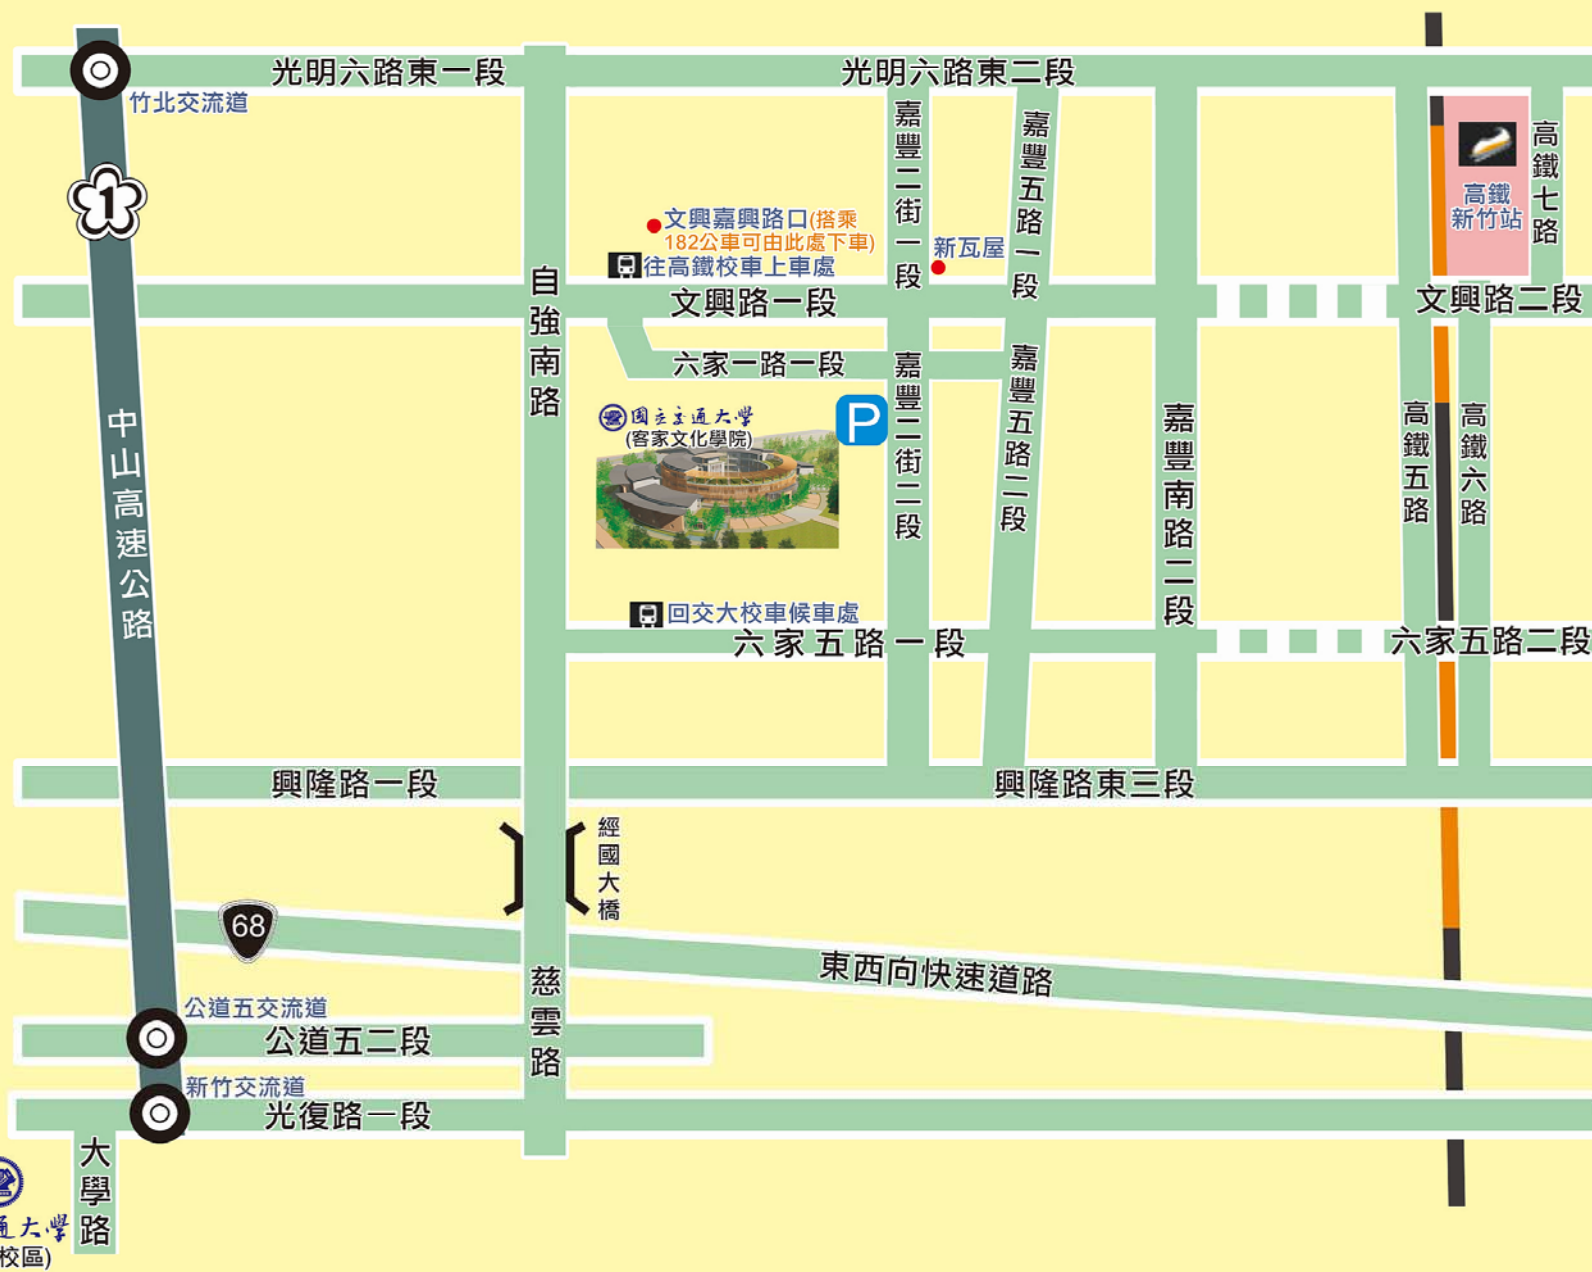 光明六路東一段
光明六路東二段
竹北交流道
1
嘉豐二街一段
嘉豐五路一段
高鐵七路
高鐵
新竹站
文興嘉興路口(搭乘
182公車可由此處下車)
往高鐵校車上車處
新瓦屋
自強南路
文興路一段
文興路二段
六家一路一段
嘉豐二街二段
嘉豐五路二段
嘉豐南路二段
高鐵五路
高鐵六路
國立交通大學
(客家文化學院)
P
中山高速公路
回交大校車候車處
六家五路一段
六家五路二段
興隆路一段
興隆路東三段
經國大橋
68
東西向快速道路
慈雲路
公道五交流道
公道五二段
新竹交流道
光復路一段
大學路
通大學
校區)